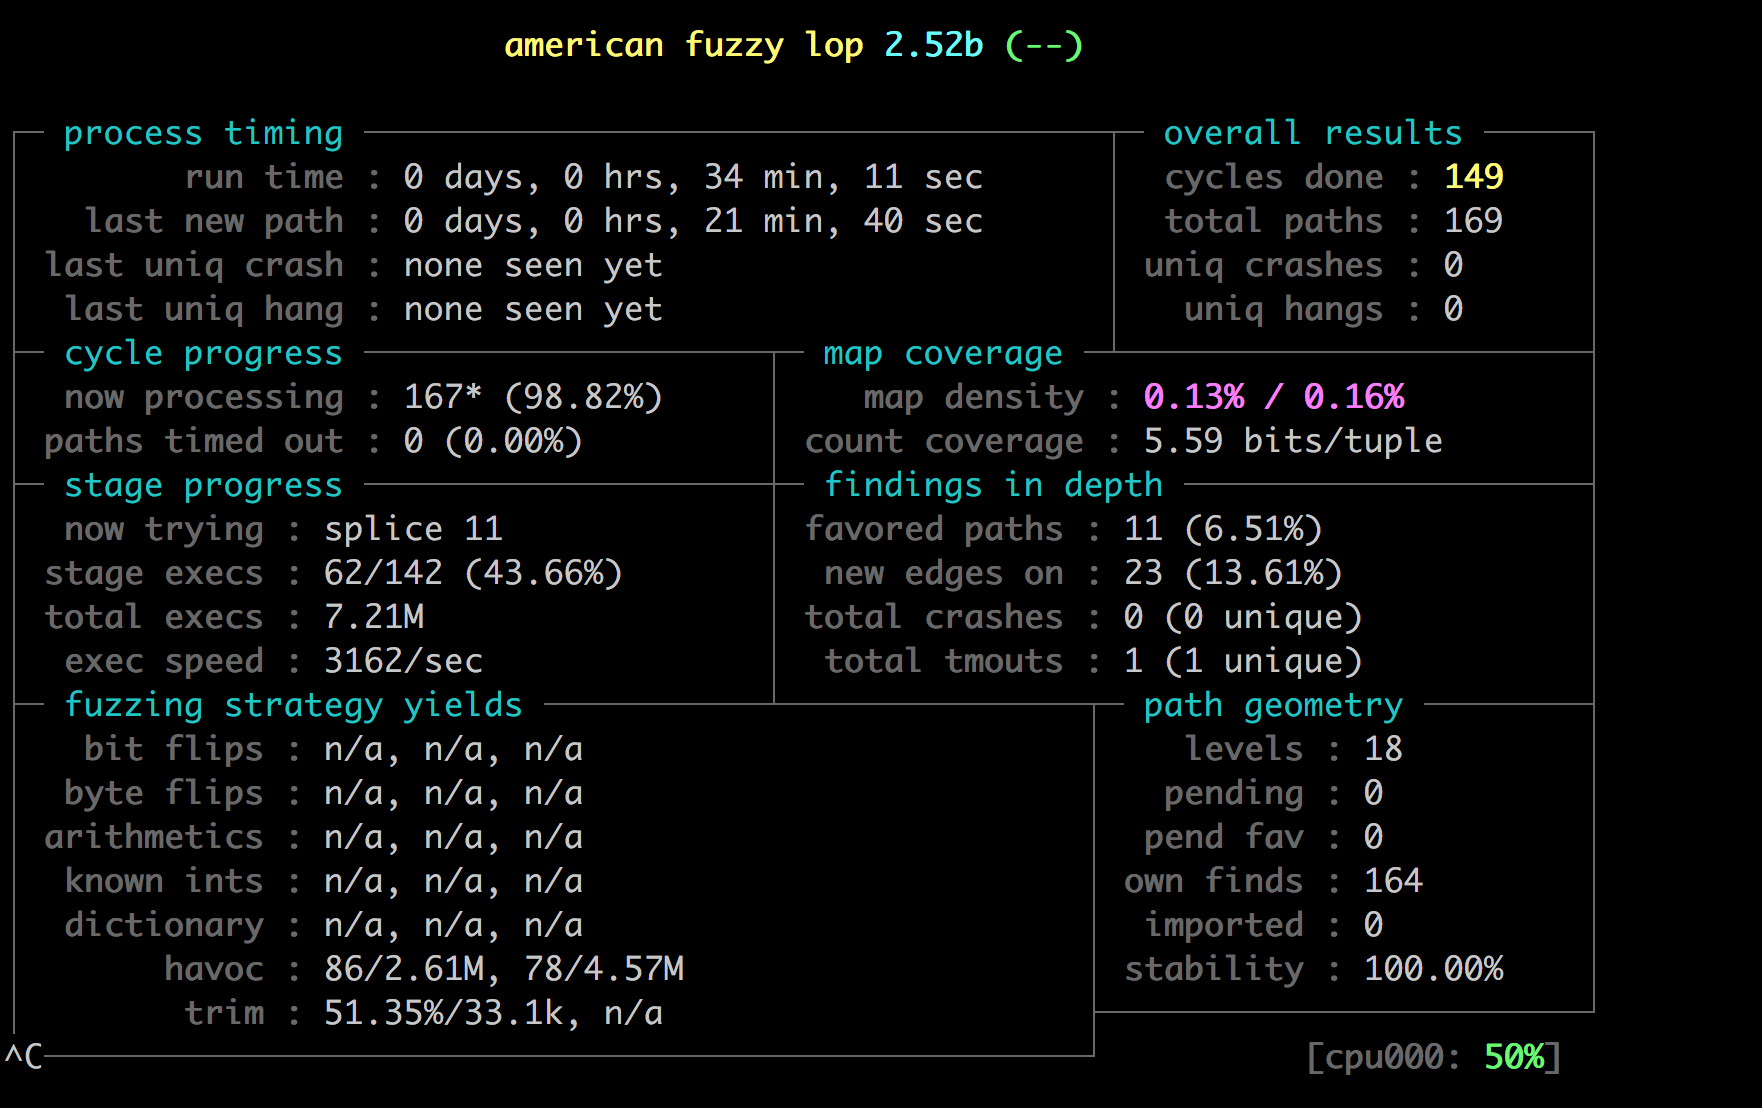 american fuzzy lop 2.52b (--)
process timing overall results
run time : 0 days, 0 hrs, 34 min, 11 sec cycles done : 149
last new path : 0 days, 0 hrs, 21 min, 40 sec total paths : 169
last uniq crash : none seen yet uniq crashes : 0
last uniq hang : none seen yet uniq hangs : 0
cycle progress map coverage
now processing : 167* (98.82%) map density : 0.13% / 0.16%
paths timed out : 0 (0.00%) count coverage : 5.59 bits/tuple
stage progress findings in depth
now trying : splice 11 favored paths : 11 (6.51%)
stage execs : 62/142 (43.66%) new edges on : 23 (13.61%)
total execs : 7.21M total crashes : 0 (0 unique)
exec speed : 3162/sec total tmouts : 1 (1 unique)
fuzzing strategy yields path geometry
bit flips : n/a, n/a, n/a levels : 18
byte flips : n/a, n/a, n/a pending : 0
arithmetics : n/a, n/a, n/a pend fav : 0
known ints : n/a, n/a, n/a own finds : 164
dictionary : n/a, n/a, n/a imported : 0
havoc : 86/2.61M, 78/4.57M stability : 100.00%
trim : 51.35%/33.1k, n/a
^C [cpu000: 50%]